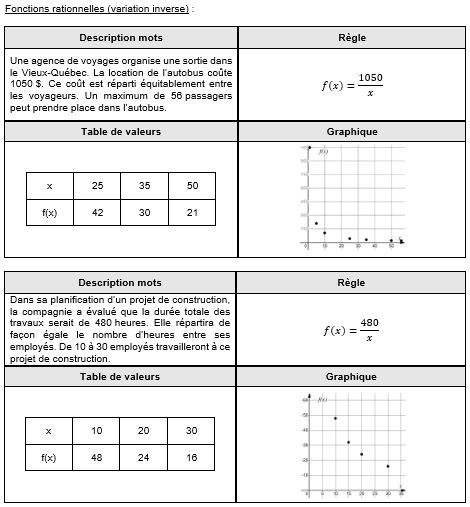 Fonctions rationnelles (variation inverse) :
Description mots
Règle
Une agence de voyages organise une sortie dans
le Vieux-Québec. La location de l'autobus coûte
1050 $. Ce coût est réparti équitablement entre
les voyageurs. Un maximum de 56 passagers
peut prendre place dans l'autobus.
f(x) = 1050/x
Table de valeurs
Graphique
x 25 35 50
f(x) 42 30 21
f(x)
10 20 30 40 50
Description mots
Règle
Dans sa planification d'un projet de construction,
la compagnie a évalué que la durée totale des
travaux serait de 480 heures. Elle répartira de
façon égale le nombre d'heures entre ses
employés. De 10 à 30 employés travailleront à ce
projet de construction.
f(x) = 480/x
Table de valeurs
Graphique
x 10 20 30
f(x) 48 24 16
f(x)